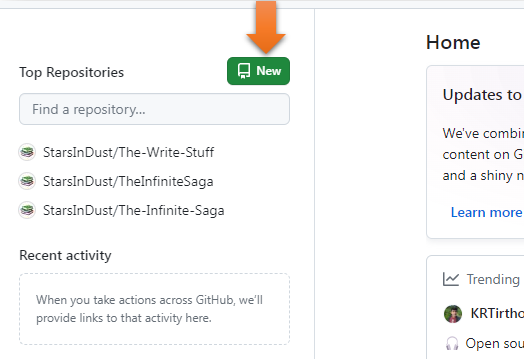 Top Repositories
New
Find a repository...
StarsInDust/The-Write-Stuff
StarsInDust/TheInfiniteSaga
StarsInDust/The-Infinite-Saga
Recent activity
When you take actions across GitHub, we'll
provide links to that activity here.
Home
Updates to
We've combin
content on G
and a shiny n
Learn more
Trending
KRTirtho
Open sou